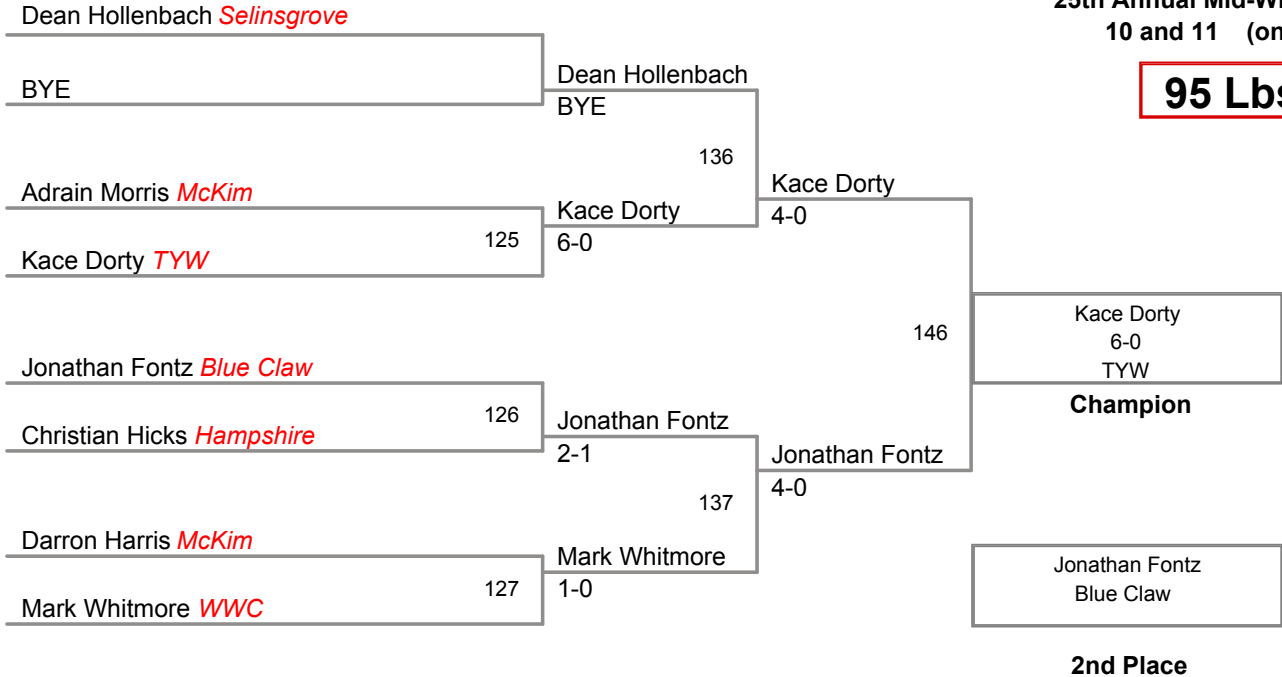 Dean Hollenbach Selinsgrove
BYE
Adrain Morris McKim
Kace Dorty TYW
Jonathan Fontz Blue Claw
Christian Hicks Hampshire
Darron Harris McKim
Mark Whitmore WWC
125
126
127
Dean Hollenbach
BYE
Kace Dorty
6-0
Jonathan Fontz
2-1
Mark Whitmore
1-0
136
137
Kace Dorty
4-0
Jonathan Fontz
4-0
146
25th Annual
10 and 11
95
Kace Dorty
6-0
TYW
Champion
Jonathan Fontz
Blue Claw
2nd Place